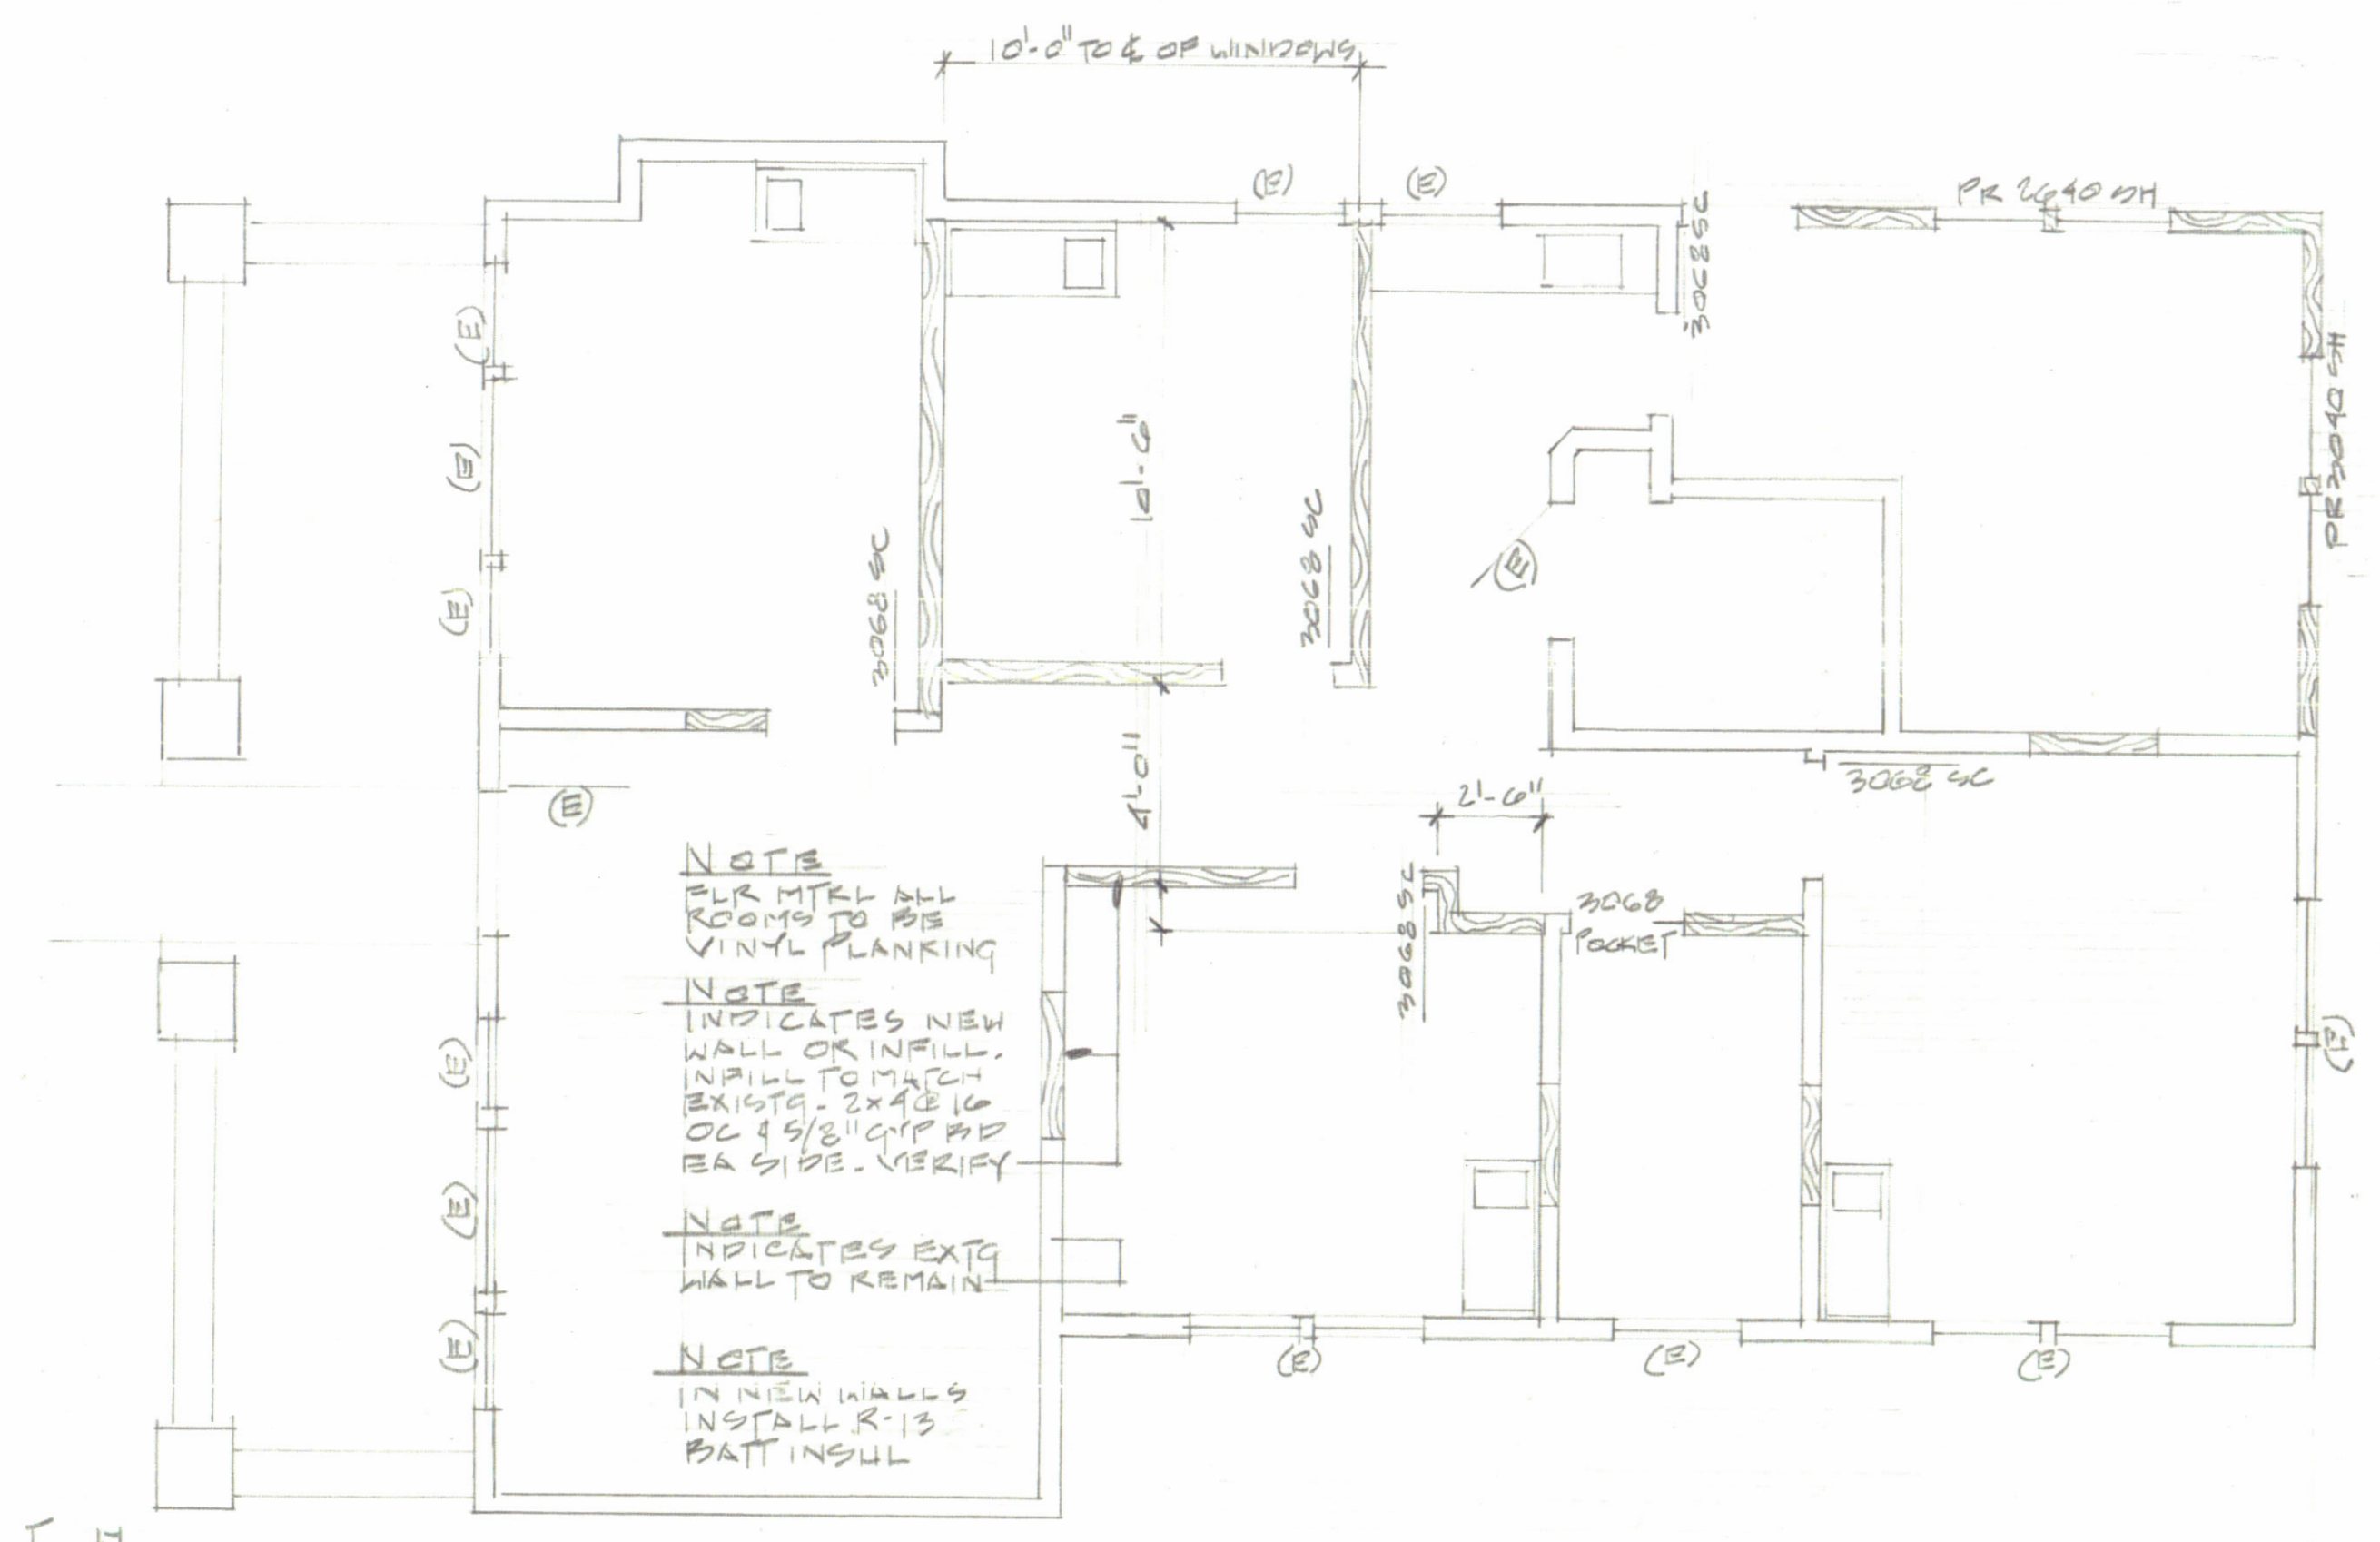 10'-0" TO ℄ OF WINDOWS
(E)
(E)
PR 2640 SH
3068 SC
(E)
(E)
(E)
10'-6"
3068 SC
3068 SC
(E)
PR 3040 SH
(E)
4'-0"
3068 SC
2'-6"
3068 SC
3068
POCKET
NOTE
FLR MTRL ALL
ROOMS TO BE
VINYL PLANKING
NOTE
INDICATES NEW
WALL OR INFILL.
INFILL TO MATCH
EXISTG - 2x4 @ 16
OC & 5/8" GYP BD
EA SIDE - VERIFY
NOTE
INDICATES EXTG
WALL TO REMAIN
NOTE
IN NEW WALLS
INSTALL R-13
BATT INSUL
(E)
(E)
(E)
(E)
(E)
(E)
(E)